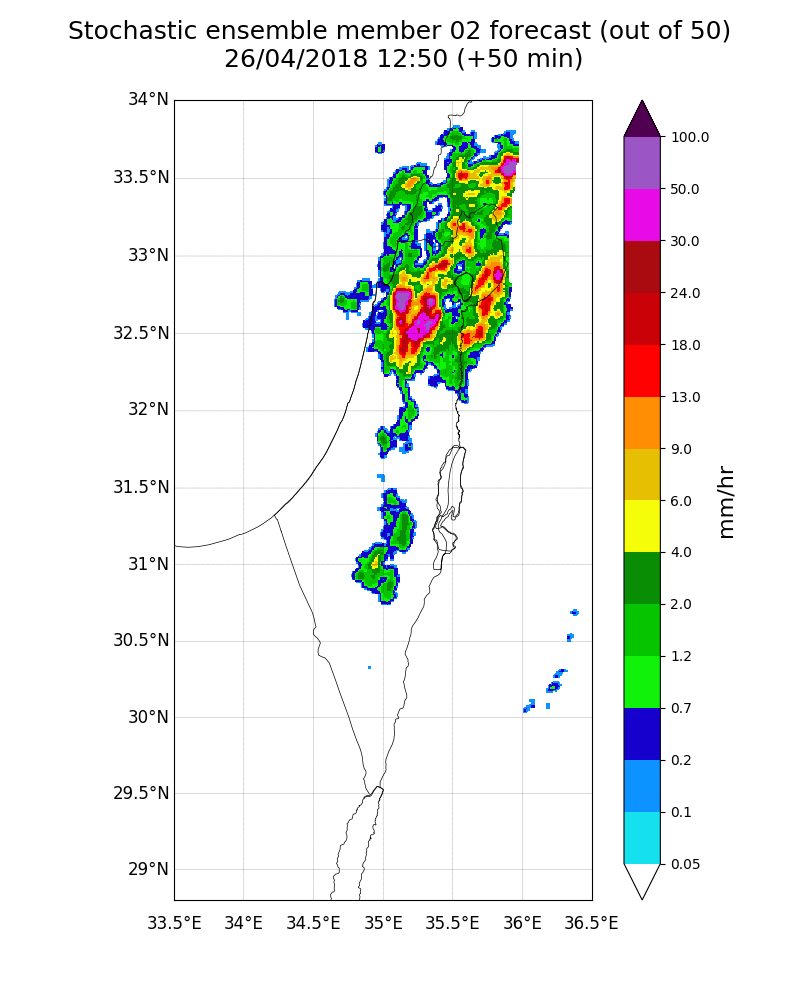 Stochastic ensemble member 02 forecast (out of 50)
26/04/2018 12:50 (+50 min)
34°N
33.5°N
33°N
32.5°N
32°N
31.5°N
31°N
30.5°N
30°N
29.5°N
29°N
33.5°E 34°E 34.5°E 35°E 35.5°E 36°E 36.5°E
100.0
50.0
30.0
24.0
18.0
13.0
9.0
6.0
4.0
2.0
1.2
0.7
0.2
0.1
0.05
mm/hr